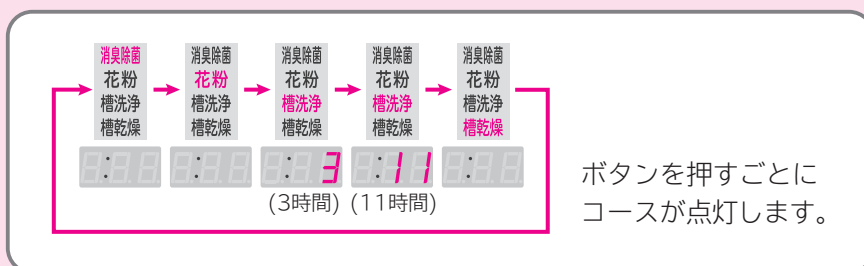 消臭除菌
花粉
槽洗浄
槽乾燥
消臭除菌
花粉
槽洗浄
槽乾燥
消臭除菌
花粉
槽洗浄
槽乾燥
消臭除菌
花粉
槽洗浄
槽乾燥
消臭除菌
花粉
槽洗浄
槽乾燥
:
:
: 3
: 11
:
(3時間) (11時間)
ボタンを押すごとに
コースが点灯します。